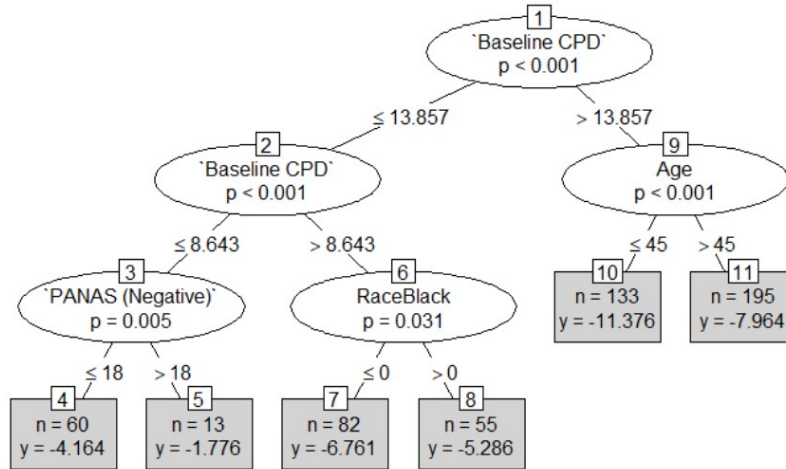 1
`Baseline CPD`
p < 0.001
≤ 13.857
> 13.857
2
`Baseline CPD`
p < 0.001
9
Age
p < 0.001
≤ 8.643
> 8.643
≤ 45
> 45
3
`PANAS (Negative)`
p = 0.005
6
RaceBlack
p = 0.031
10
n = 133
y = -11.376
11
n = 195
y = -7.964
≤ 18
> 18
≤ 0
> 0
4
n = 60
y = -4.164
5
n = 13
y = -1.776
7
n = 82
y = -6.761
8
n = 55
y = -5.286